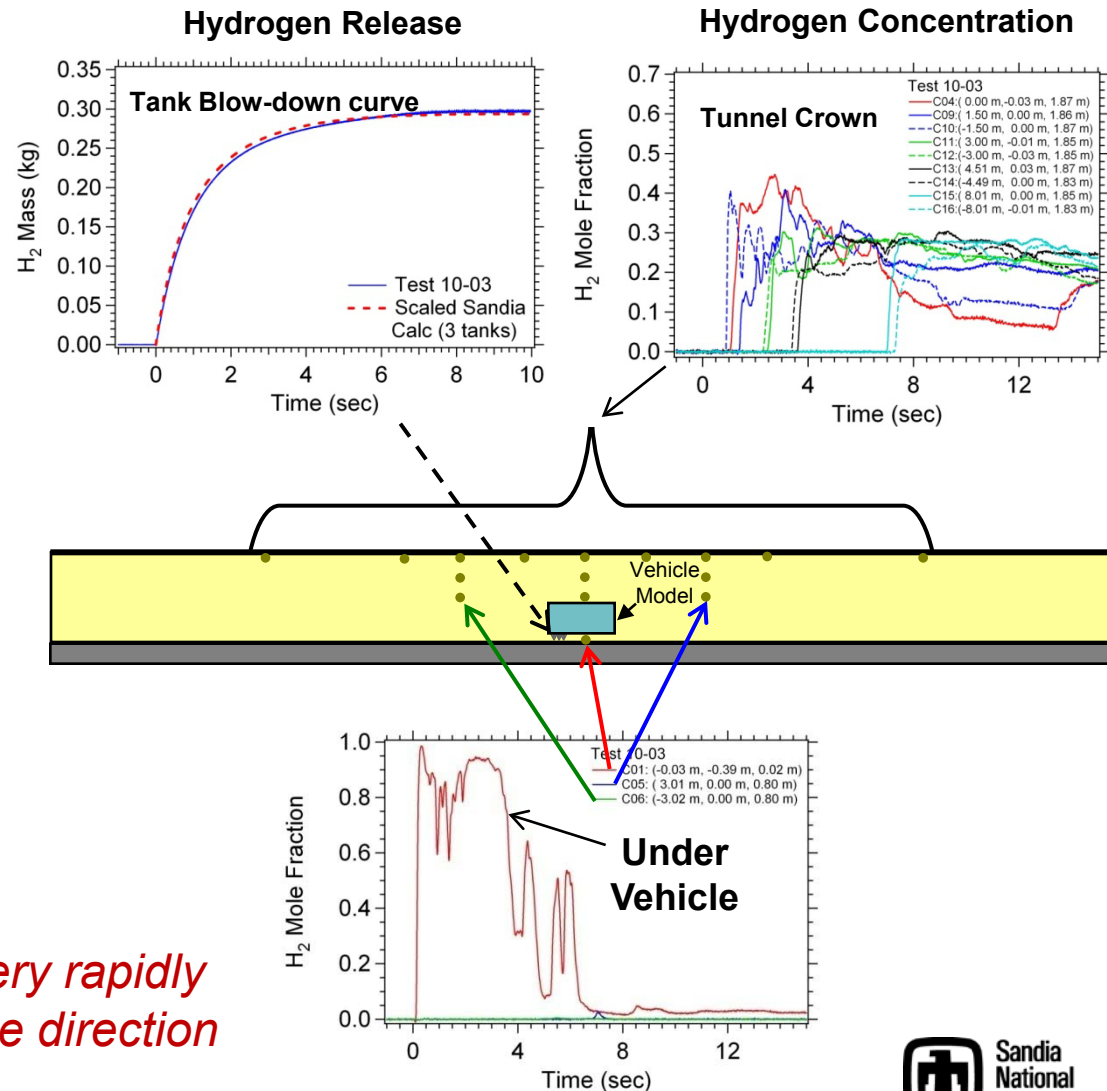 Hydrogen Release
Hydrogen Concentration
0.35
0.30
0.25
0.20
0.15
0.10
0.05
0.00
H2 Mass (kg)
Tank Blow-down curve
Test 10-03
Scaled Sandia
Calc (3 tanks)
0 2 4 6 8 10
Time (sec)
0.7
0.6
0.5
0.4
0.3
0.2
0.1
0.0
H2 Mole Fraction
Tunnel Crown
Test 10-03
C04:( 0.00 m,-0.03 m, 1.87 m)
C09:( 1.50 m, 0.00 m, 1.86 m)
C10:(-1.50 m, 0.00 m, 1.87 m)
C11:( 3.00 m, -0.01 m, 1.85 m)
C12:(-3.00 m, -0.03 m, 1.85 m)
C13:( 4.51 m, 0.03 m, 1.87 m)
C14:(-4.49 m, 0.00 m, 1.83 m)
C15:( 8.01 m, 0.00 m, 1.85 m)
C16:(-8.01 m, -0.01 m, 1.83 m)
0 4 8 12
Time (sec)
Vehicle
Model
1.0
0.8
0.6
0.4
0.2
0.0
H2 Mole Fraction
Test 10-03
C01: (-0.03 m, -0.39 m, 0.02 m)
C05: ( 3.01 m, 0.00 m, 0.80 m)
C06: (-3.02 m, 0.00 m, 0.80 m)
Under
Vehicle
0 4 8 12
Time (sec)
ery rapidly
e direction
Sandia
National